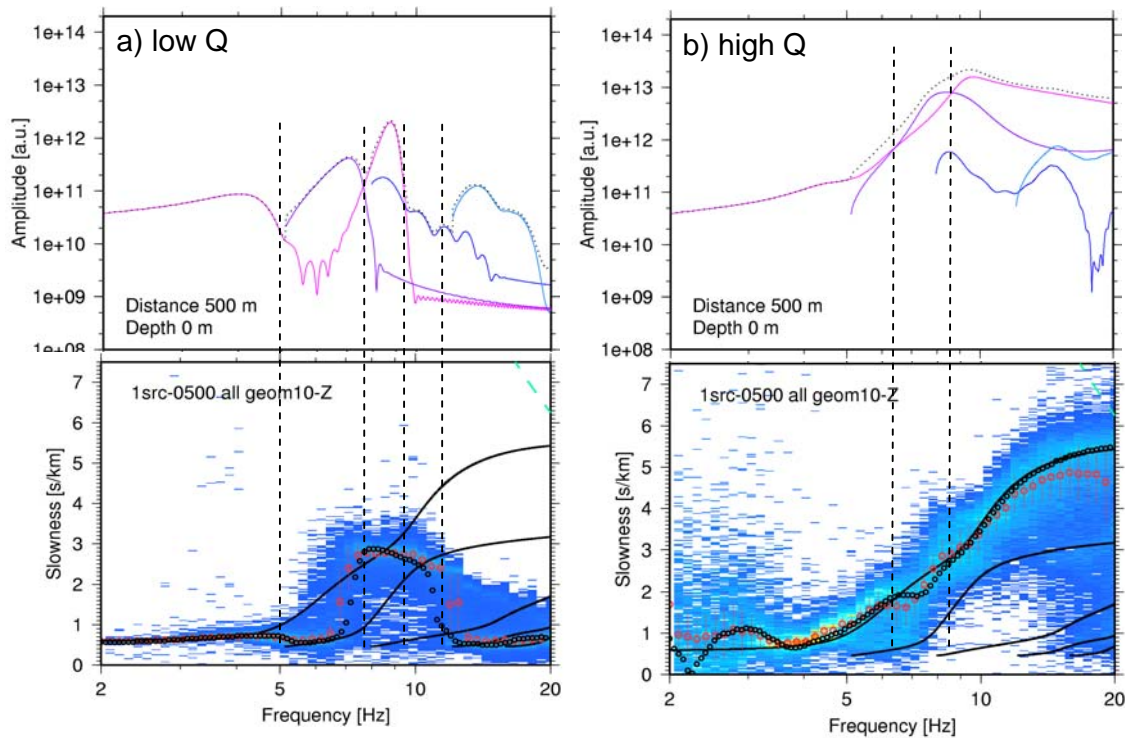 a) low Q
1e+14
1e+13
1e+12
1e+11
1e+10
1e+09
1e+08
Amplitude [a.u.]
Distance 500 m
Depth 0 m
b) high Q
1e+14
1e+13
1e+12
1e+11
1e+10
1e+09
1e+08
Amplitude [a.u.]
Distance 500 m
Depth 0 m
1src-0500 all geom10-Z
7
6
5
4
3
2
1
0
Slowness [s/km]
2 5 10 20
Frequency [Hz]
1src-0500 all geom10-Z
7
6
5
4
3
2
1
0
Slowness [s/km]
2 5 10 20
Frequency [Hz]